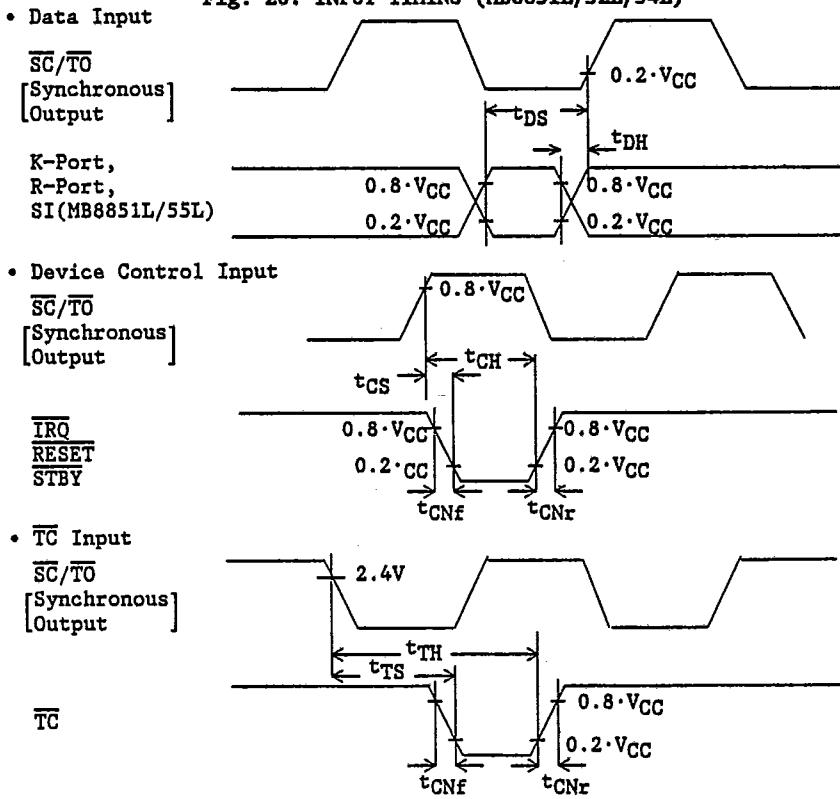 • Data Input
SC/TO
[Synchronous
Output]
0.2·VCC
tDS
tDH
K-Port,
R-Port,
SI(MB8851L/55L)
0.8·VCC
0.8·VCC
0.2·VCC
0.2·VCC
• Device Control Input
SC/TO
[Synchronous
Output]
0.8·VCC
tCH
tCS
IRQ
RESET
STBY
0.8·VCC
0.8·VCC
0.2·CC
0.2·VCC
tCNf
tCNr
• TC Input
SC/TO
[Synchronous
Output]
2.4V
tTH
tTS
TC
0.8·VCC
0.2·VCC
tCNf
tCNr